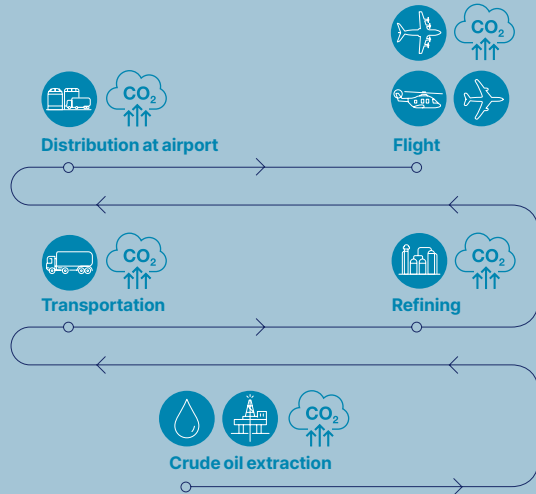 CO₂
CO₂
Distribution at airport
Flight
CO₂
CO₂
Transportation
Refining
CO₂
Crude oil extraction